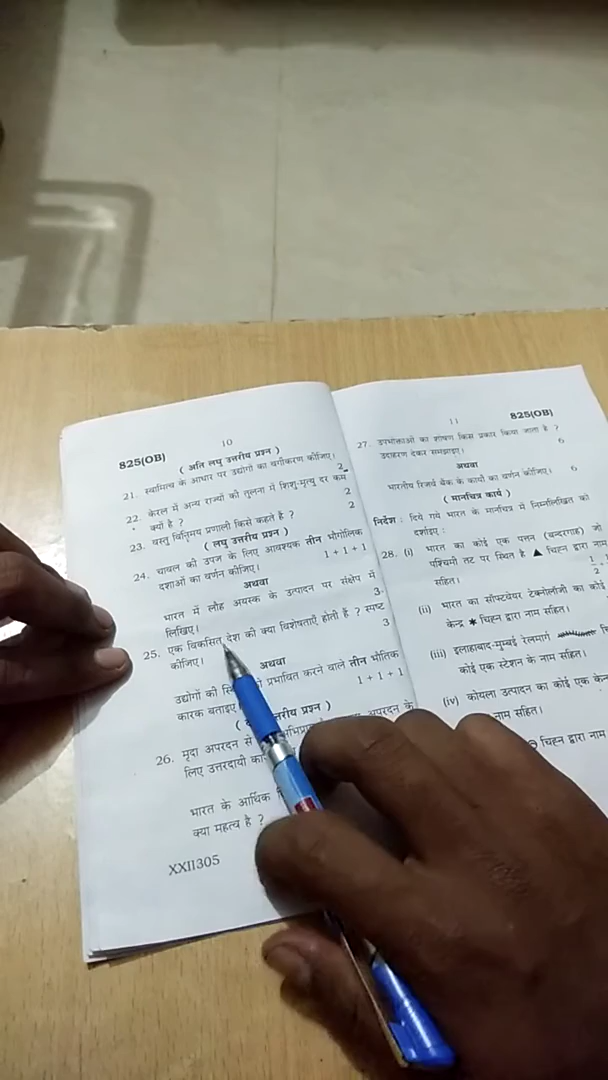 10
825(OB)
( अति लघु उत्तरीय प्रश्न )
21. स्वामित्व के आधार पर उद्योगों का वर्गीकरण कीजिए। 2
22. केरल में अन्य राज्यों की तुलना में शिशु-मृत्यु दर कम
क्यों है ? 2
23. वस्तु विनिमय प्रणाली किसे कहते है ? 2
( लघु उत्तरीय प्रश्न )
24. चावल की उपज के लिए आवश्यक तीन भौगोलिक
दशाओं का वर्णन कीजिए। 1 + 1 + 1
अथवा
भारत में लौह अयस्क के उत्पादन पर संक्षेप में
लिखिए। 3
25. एक विकसित देश की क्या विशेषताएँ होती हैं ? स्पष्ट
कीजिए। 3
अथवा
उद्योगों की को प्रभावित करने वाले तीन भौतिक
कारक बताइए 1 + 1 + 1
उत्तरीय प्रश्न )
26. मृदा अपरदन से अपरदन के
लिए उत्तरदायी
भारत के आर्थिक
क्या महत्व है ?
XXII305
11
825(OB)
27. उपभोक्ताओं का शोषण किस प्रकार किया जाता है ?
उदाहरण देकर समझाइए। 6
अथवा
भारतीय रिजर्व बैंक के कार्यों का वर्णन कीजिए। 6
( मानचित्र कार्य )
निर्देश : दिये गये भारत के मानचित्र में निम्नलिखित को
दर्शाइए :
28. (i) भारत का कोई एक पत्तन (बन्दरगाह) जो
पश्चिमी तट पर स्थित है ▲ चिह्न द्वारा नाम
सहित। 1/2
(ii) भारत का सॉफ्टवेयर टेक्नोलॉजी का कोई
केन्द्र * चिह्न द्वारा नाम सहित।
(iii) इलाहाबाद-मुम्बई रेलमार्ग
कोई एक स्टेशन के नाम सहित।
(iv) कोयला उत्पादन का कोई एक केन्द्र
नाम सहित।
चिह्न द्वारा नाम